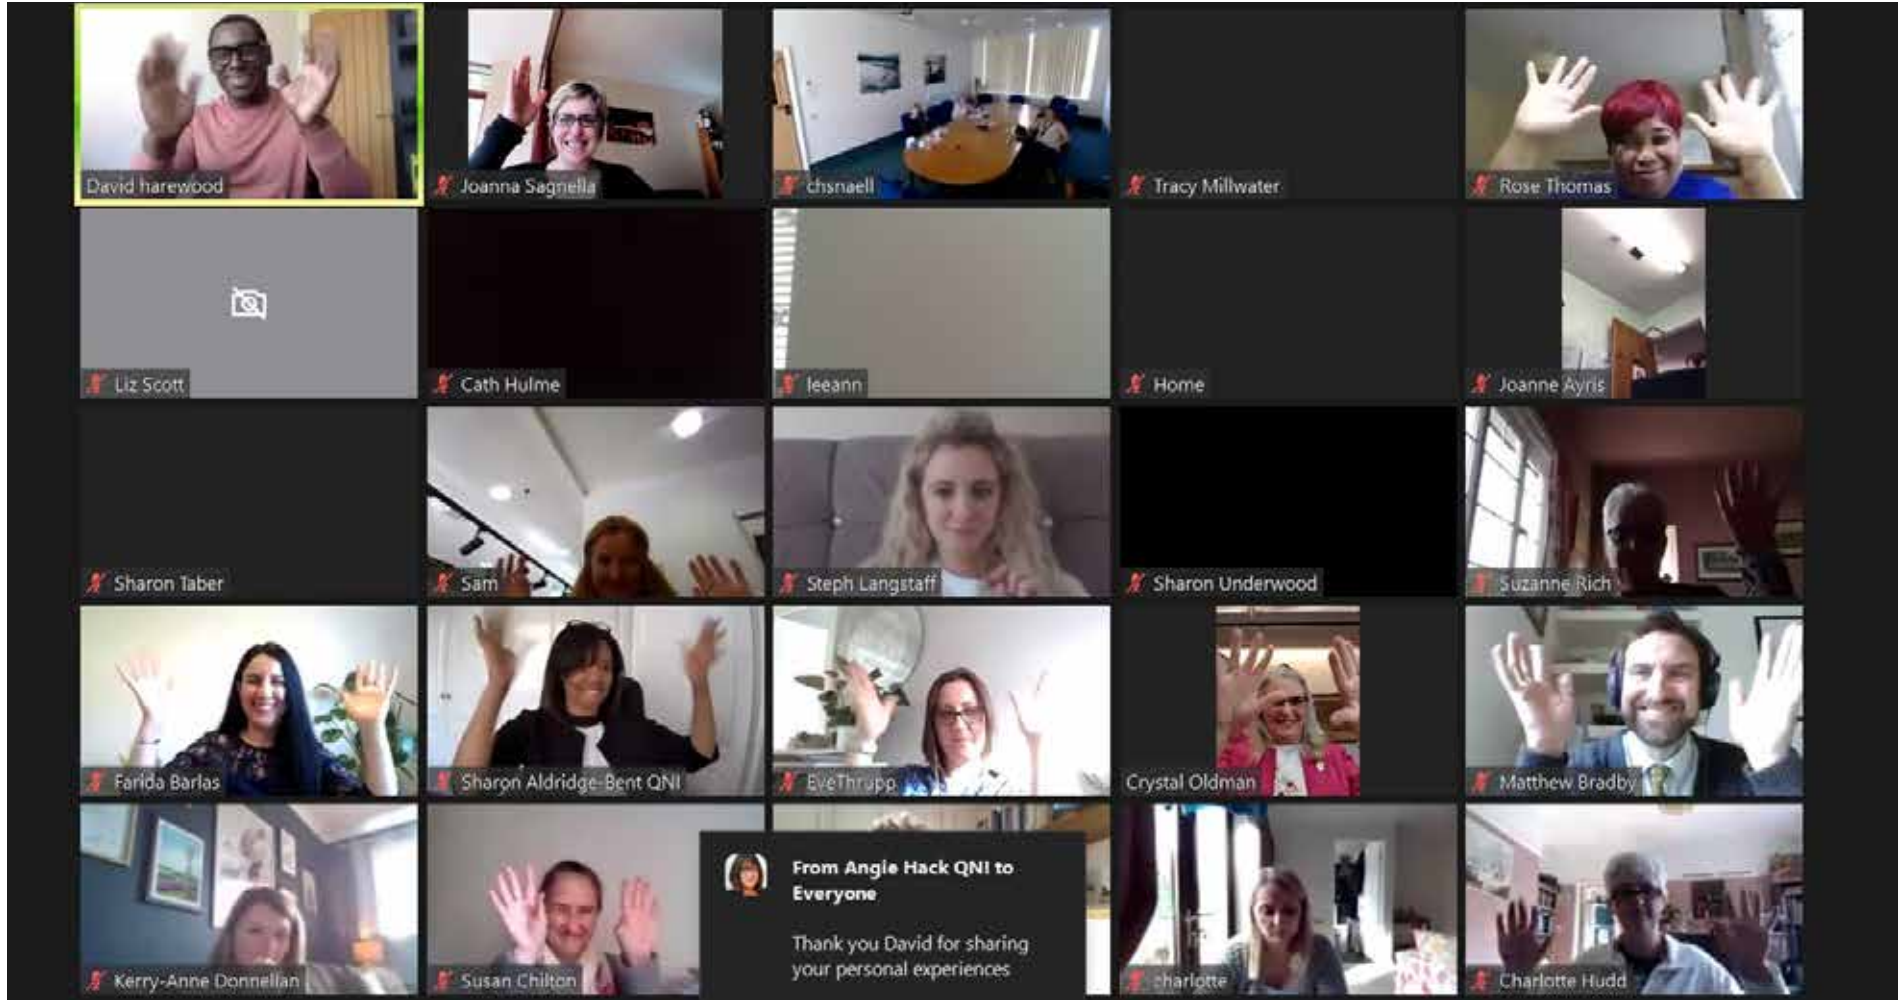 David harewood
Joanna Sagnella
chsnaell
Tracy Millwater
Rose Thomas
Liz Scott
Cath Hulme
leeann
Home
Joanne Ayris
Sharon Taber
Sam
Steph Langstaff
Sharon Underwood
Suzanne Rich
Farida Barlas
Sharon Aldridge-Bent QNI
EveThrupp
Crystal Oldman
Matthew Bradby
Kerry-Anne Donnellan
Susan Chilton
From Angie Hack QNI to
Everyone
Thank you David for sharing
your personal experiences
charlotte
Charlotte Hudd